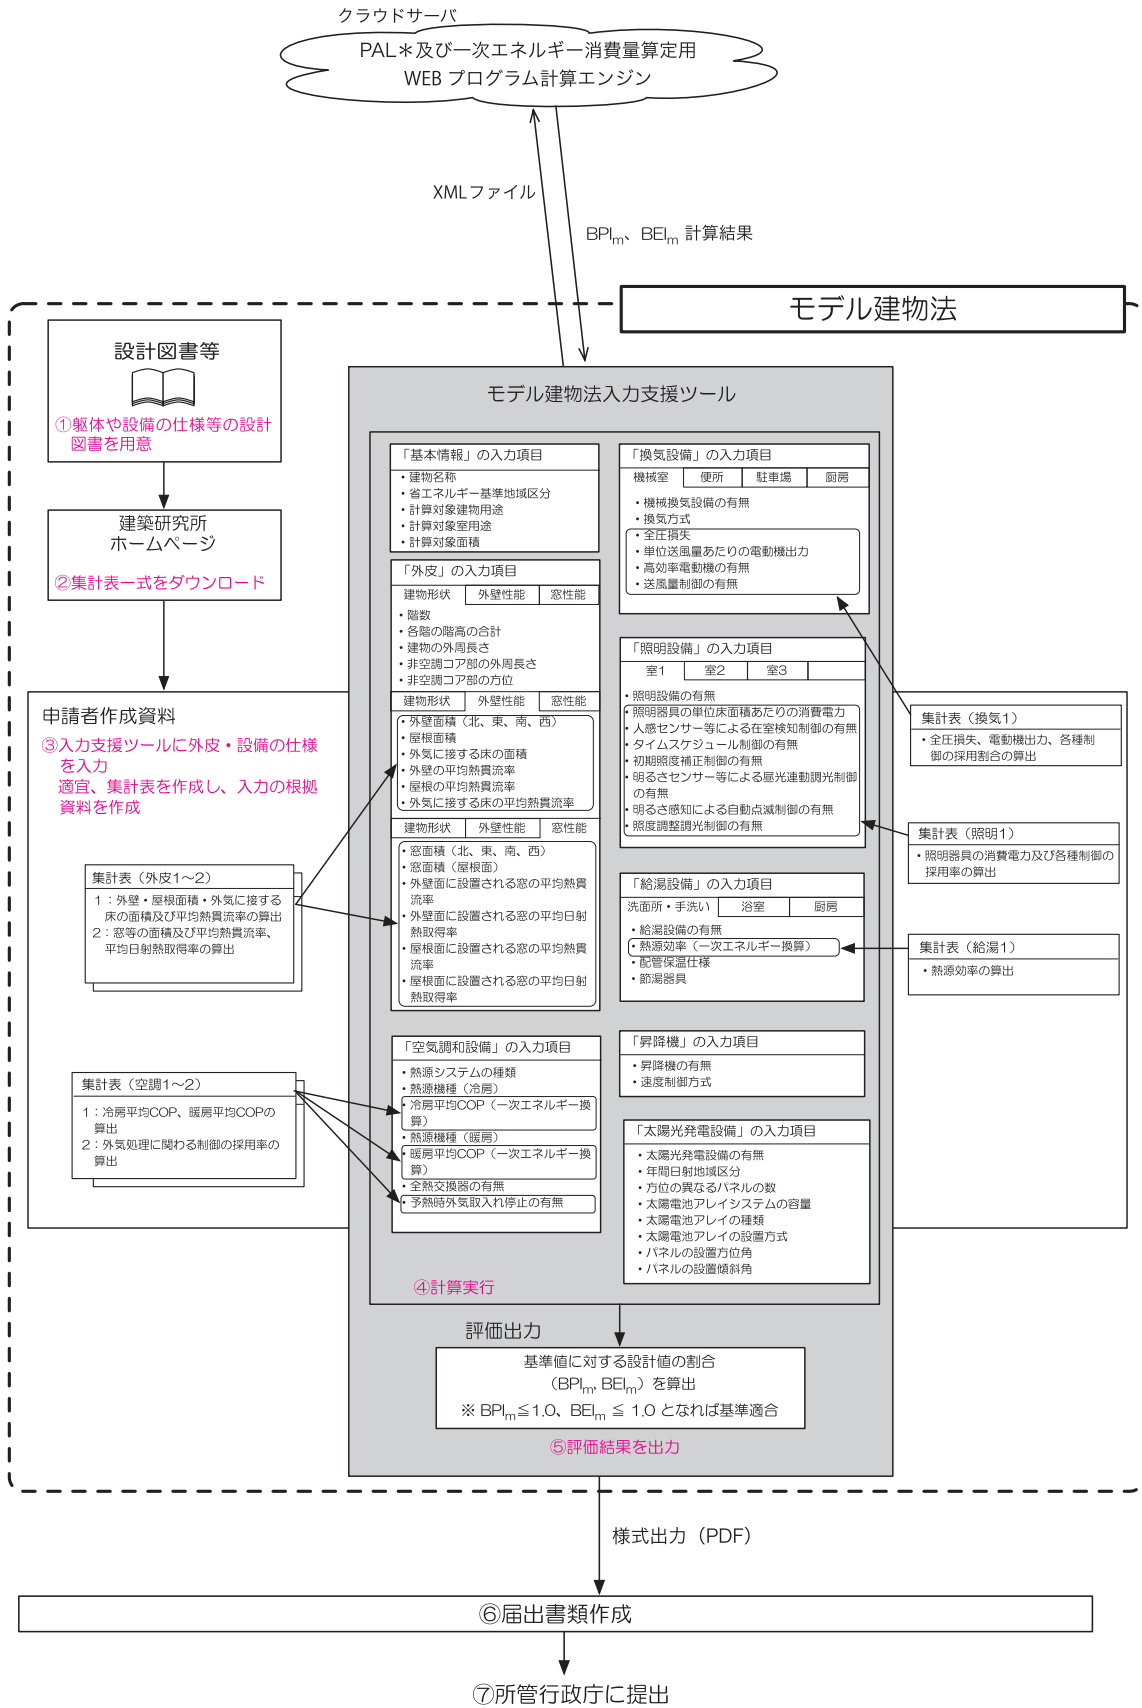 クラウドサーバ
PAL＊及び一次エネルギー消費量算定用
WEB プログラム計算エンジン
XMLファイル
BPIm、BEIm 計算結果
モデル建物法
設計図書等
①躯体や設備の仕様等の設計
図書を用意
建築研究所
ホームページ
②集計表一式をダウンロード
申請者作成資料
③入力支援ツールに外皮・設備の仕様
を入力
適宜、集計表を作成し、入力の根拠
資料を作成
集計表（外皮1～2）
1：外壁・屋根面積・外気に接する
床の面積及び平均熱貫流率の算出
2：窓等の面積及び平均熱貫流率、
平均日射熱取得率の算出
集計表（空調1～2）
1：冷房平均COP、暖房平均COPの
算出
2：外気処理に関わる制御の採用率の
算出
モデル建物法入力支援ツール
「基本情報」の入力項目
・建物名称
・省エネルギー基準地域区分
・計算対象建物用途
・計算対象室用途
・計算対象面積
「外皮」の入力項目
建物形状 外壁性能 窓性能
・階数
・各階の階高の合計
・建物の外周長さ
・非空調コア部の外周長さ
・非空調コア部の方位
建物形状 外壁性能 窓性能
・外壁面積（北、東、南、西）
・屋根面積
・外気に接する床の面積
・外壁の平均熱貫流率
・屋根の平均熱貫流率
・外気に接する床の平均熱貫流率
建物形状 外壁性能 窓性能
・窓面積（北、東、南、西）
・窓面積（屋根面）
・外壁面に設置される窓の平均熱貫
流率
・外壁面に設置される窓の平均日射
熱取得率
・屋根面に設置される窓の平均熱貫
流率
・屋根面に設置される窓の平均日射
熱取得率
「空気調和設備」の入力項目
・熱源システムの種類
・熱源機種（冷房）
・冷房平均COP（一次エネルギー換
算）
・熱源機種（暖房）
・暖房平均COP（一次エネルギー換
算）
・全熱交換器の有無
・予熱時外気取入れ停止の有無
「換気設備」の入力項目
機械室 便所 駐車場 厨房
・機械換気設備の有無
・換気方式
・全圧損失
・単位送風量あたりの電動機出力
・高効率電動機の有無
・送風量制御の有無
「照明設備」の入力項目
室1 室2 室3
・照明設備の有無
・照明器具の単位床面積あたりの消費電力
・人感センサー等による在室検知制御の有無
・タイムスケジュール制御の有無
・初期照度補正制御の有無
・明るさセンサー等による昼光連動調光制御
の有無
・明るさ感知による自動点滅制御の有無
・照度調整調光制御の有無
「給湯設備」の入力項目
洗面所・手洗い 浴室 厨房
・給湯設備の有無
・熱源効率（一次エネルギー換算）
・配管保温仕様
・節湯器具
「昇降機」の入力項目
・昇降機の有無
・速度制御方式
「太陽光発電設備」の入力項目
・太陽光発電設備の有無
・年間日射地域区分
・方位の異なるパネルの数
・太陽電池アレイシステムの容量
・太陽電池アレイの種類
・太陽電池アレイの設置方式
・パネルの設置方位角
・パネルの設置傾斜角
集計表（換気1）
・全圧損失、電動機出力、各種制
御の採用割合の算出
集計表（照明1）
・照明器具の消費電力及び各種制御の
採用率の算出
集計表（給湯1）
・熱源効率の算出
④計算実行
評価出力
基準値に対する設計値の割合
（BPIm, BEIm）を算出
※ BPIm≦1.0、BEIm ≦ 1.0 となれば基準適合
⑤評価結果を出力
様式出力（PDF）
⑥届出書類作成
⑦所管行政庁に提出